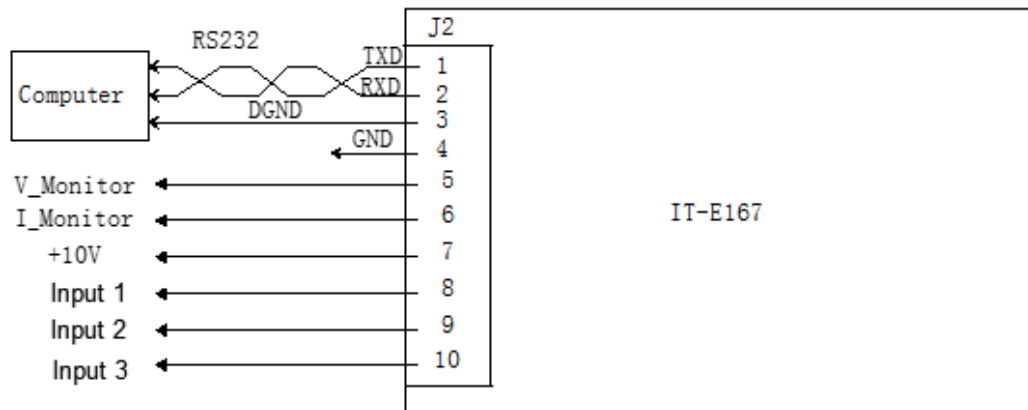 J2
RS232
TXD
1
Computer
RXD
2
DGND
3
GND
4
V_Monitor
5
I_Monitor
6
IT-E167
+10V
7
Input 1
8
Input 2
9
Input 3
10